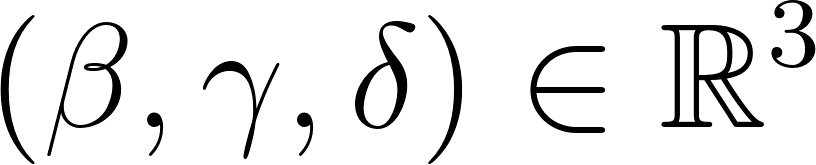 (β, γ, δ) ∈ ℝ³